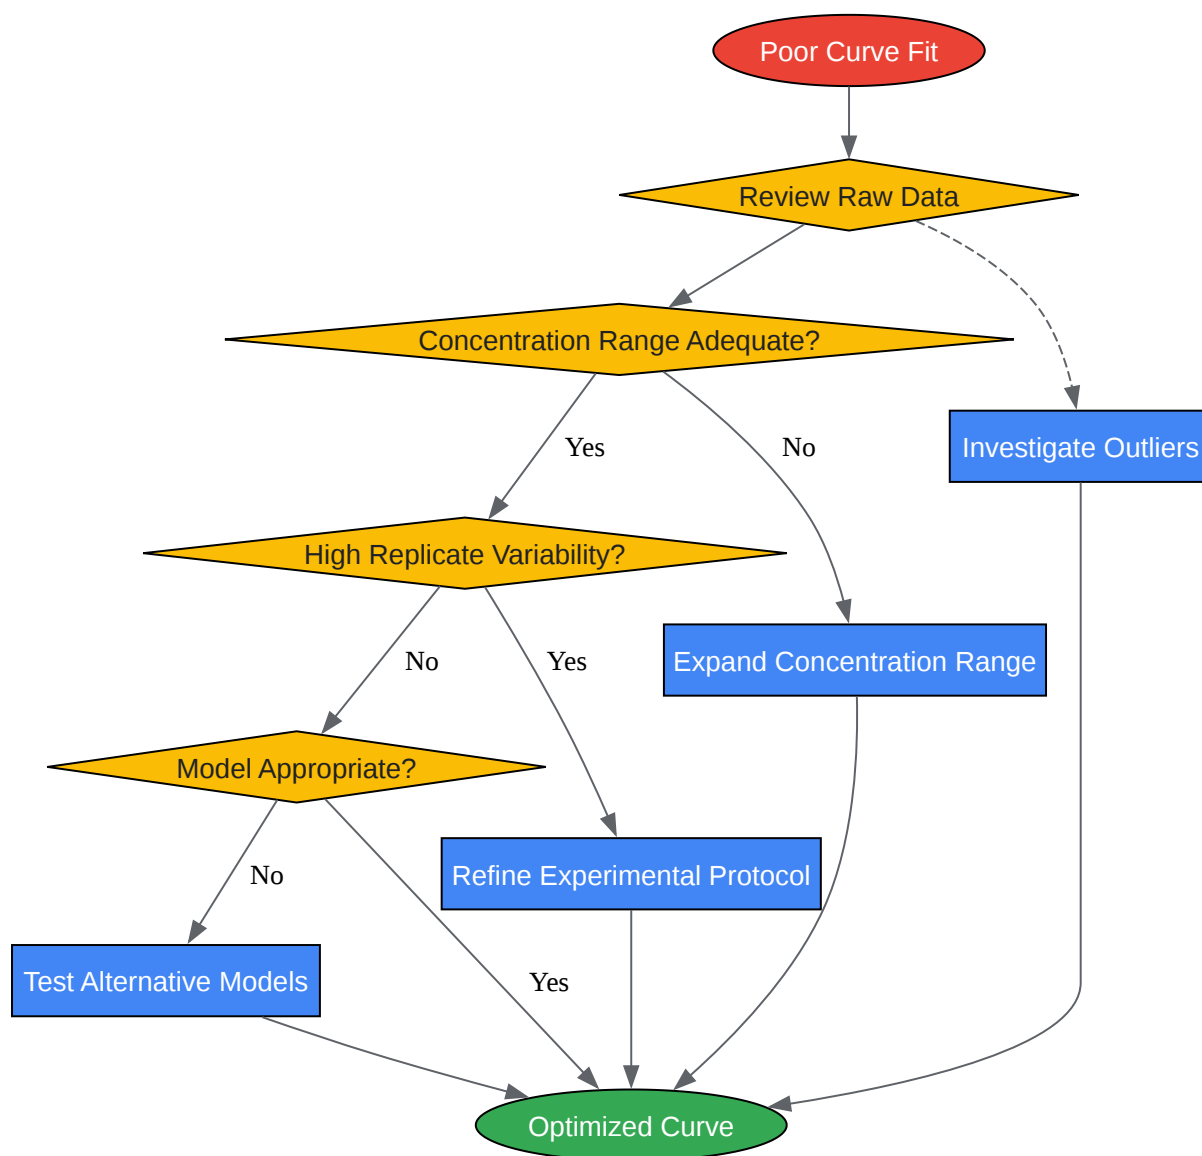 Poor Curve Fit
Review Raw Data
Concentration Range Adequate?
Yes
No
Investigate Outliers
High Replicate Variability?
No
Yes
Expand Concentration Range
Model Appropriate?
No
Refine Experimental Protocol
Test Alternative Models
Yes
Optimized Curve